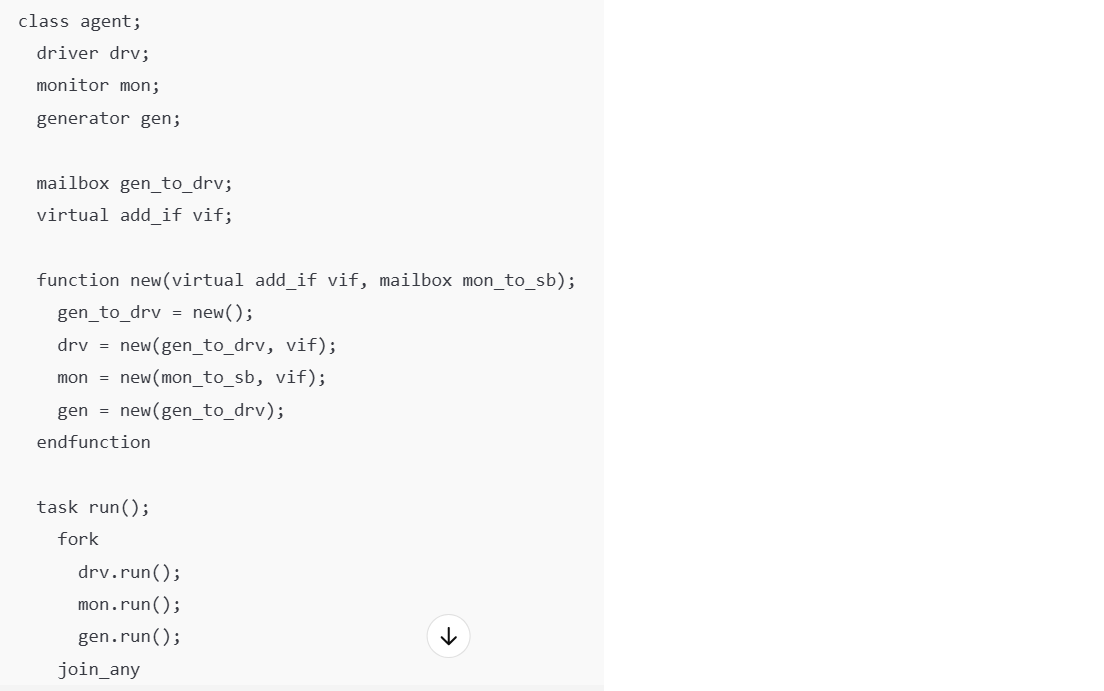 class agent;
driver drv;
monitor mon;
generator gen;
mailbox gen_to_drv;
virtual add_if vif;
function new(virtual add_if vif, mailbox mon_to_sb);
gen_to_drv = new();
drv = new(gen_to_drv, vif);
mon = new(mon_to_sb, vif);
gen = new(gen_to_drv);
endfunction
task run();
fork
drv.run();
mon.run();
gen.run();
join_any